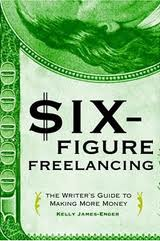 $IX-
FIGURE
FREELANCING
THE WRITER'S GUIDE TO
MAKING MORE MONEY
KELLY JAMES-ENGER